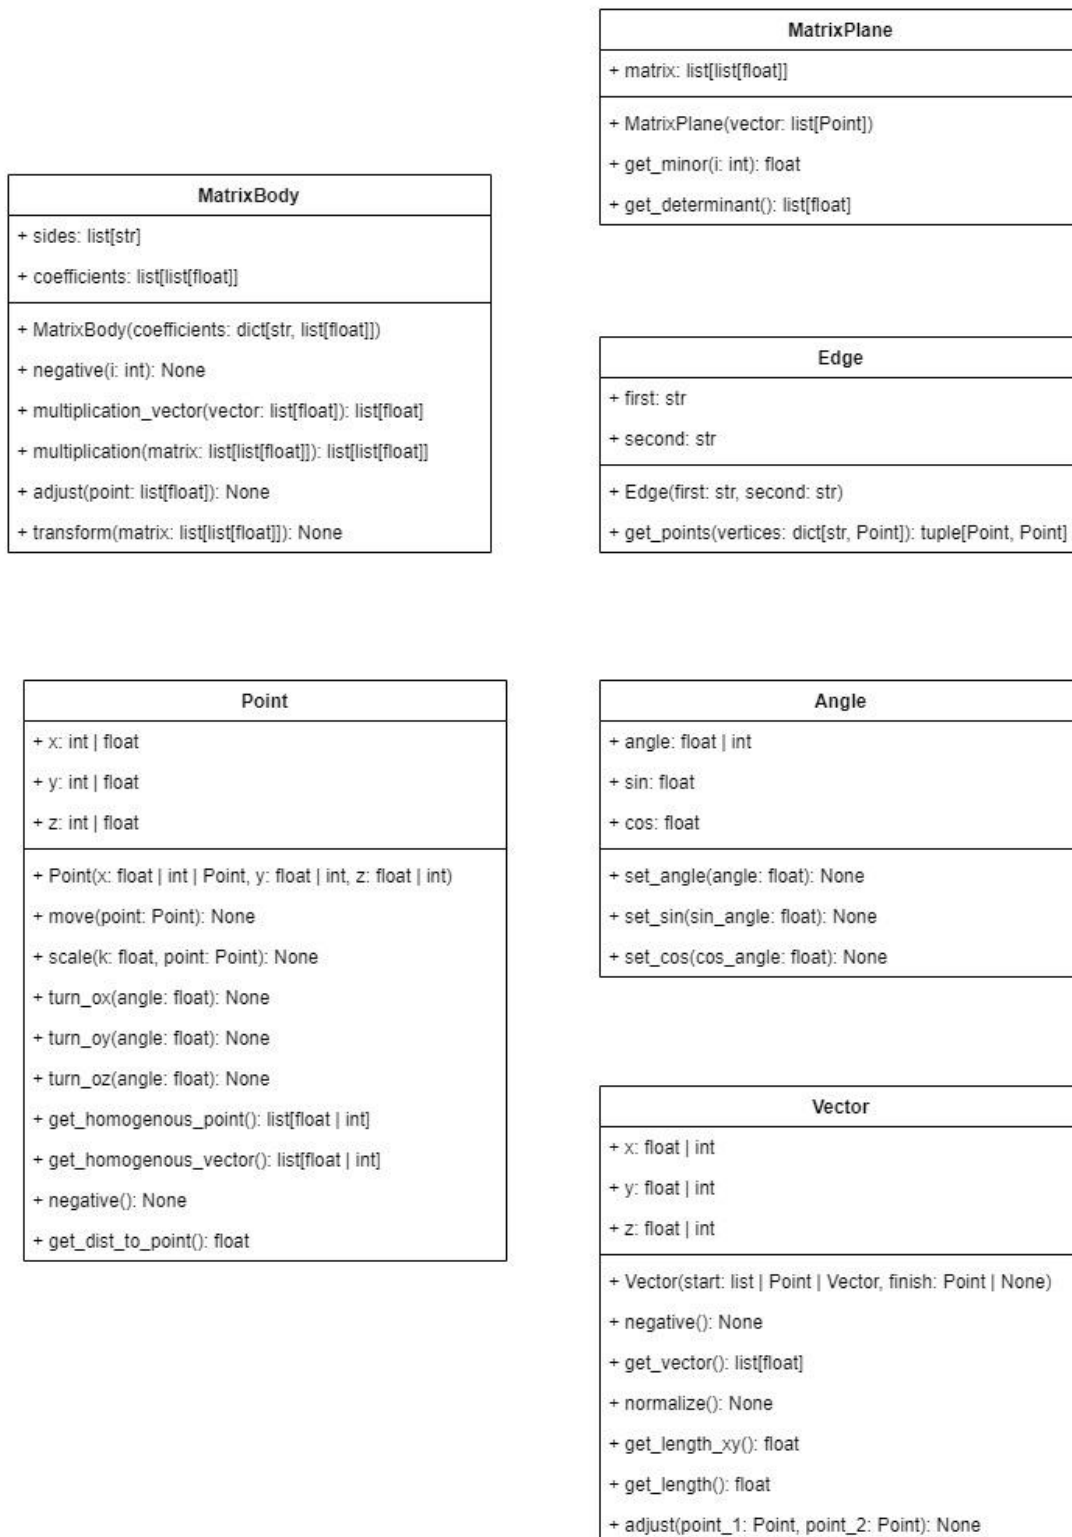 MatrixPlane
+ matrix: list[list[float]]
+ MatrixPlane(vector: list[Point])
+ get_minor(i: int): float
+ get_determinant(): list[float]
MatrixBody
+ sides: list[str]
+ coefficients: list[list[float]]
+ MatrixBody(coefficients: dict[str, list[float]])
+ negative(i: int): None
+ multiplication_vector(vector: list[float]): list[float]
+ multiplication(matrix: list[list[float]]): list[list[float]]
+ adjust(point: list[float]): None
+ transform(matrix: list[list[float]]): None
Edge
+ first: str
+ second: str
+ Edge(first: str, second: str)
+ get_points(vertices: dict[str, Point]): tuple[Point, Point]
Point
+ x: int | float
+ y: int | float
+ z: int | float
+ Point(x: float | int | Point, y: float | int, z: float | int)
+ move(point: Point): None
+ scale(k: float, point: Point): None
+ turn_ox(angle: float): None
+ turn_oy(angle: float): None
+ turn_oz(angle: float): None
+ get_homogenous_point(): list[float | int]
+ get_homogenous_vector(): list[float | int]
+ negative(): None
+ get_dist_to_point(): float
Angle
+ angle: float | int
+ sin: float
+ cos: float
+ set_angle(angle: float): None
+ set_sin(sin_angle: float): None
+ set_cos(cos_angle: float): None
Vector
+ x: float | int
+ y: float | int
+ z: float | int
+ Vector(start: list | Point | Vector, finish: Point | None)
+ negative(): None
+ get_vector(): list[float]
+ normalize(): None
+ get_length_xy(): float
+ get_length(): float
+ adjust(point_1: Point, point_2: Point): None